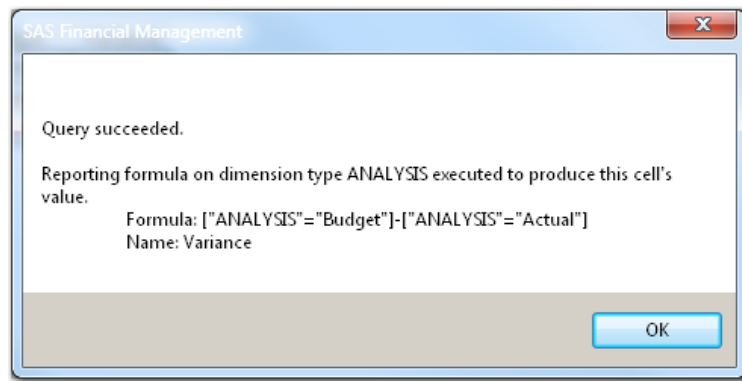 SAS Financial Management
Query succeeded.
Reporting formula on dimension type ANALYSIS executed to produce this cell's
value.
Formula: ["ANALYSIS"="Budget"]-["ANALYSIS"="Actual"]
Name: Variance
OK